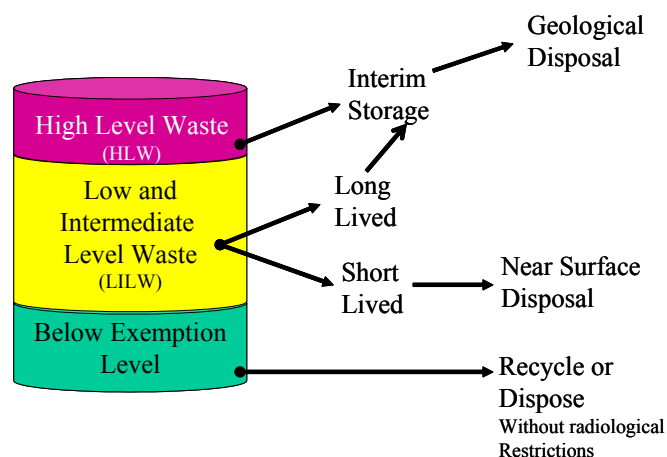 High Level Waste
(HLW)
Low and
Intermediate
Level Waste
(LILW)
Below Exemption
Level
Interim
Storage
Geological
Disposal
Long
Lived
Short
Lived
Near Surface
Disposal
Recycle or
Dispose
Without radiological
Restrictions